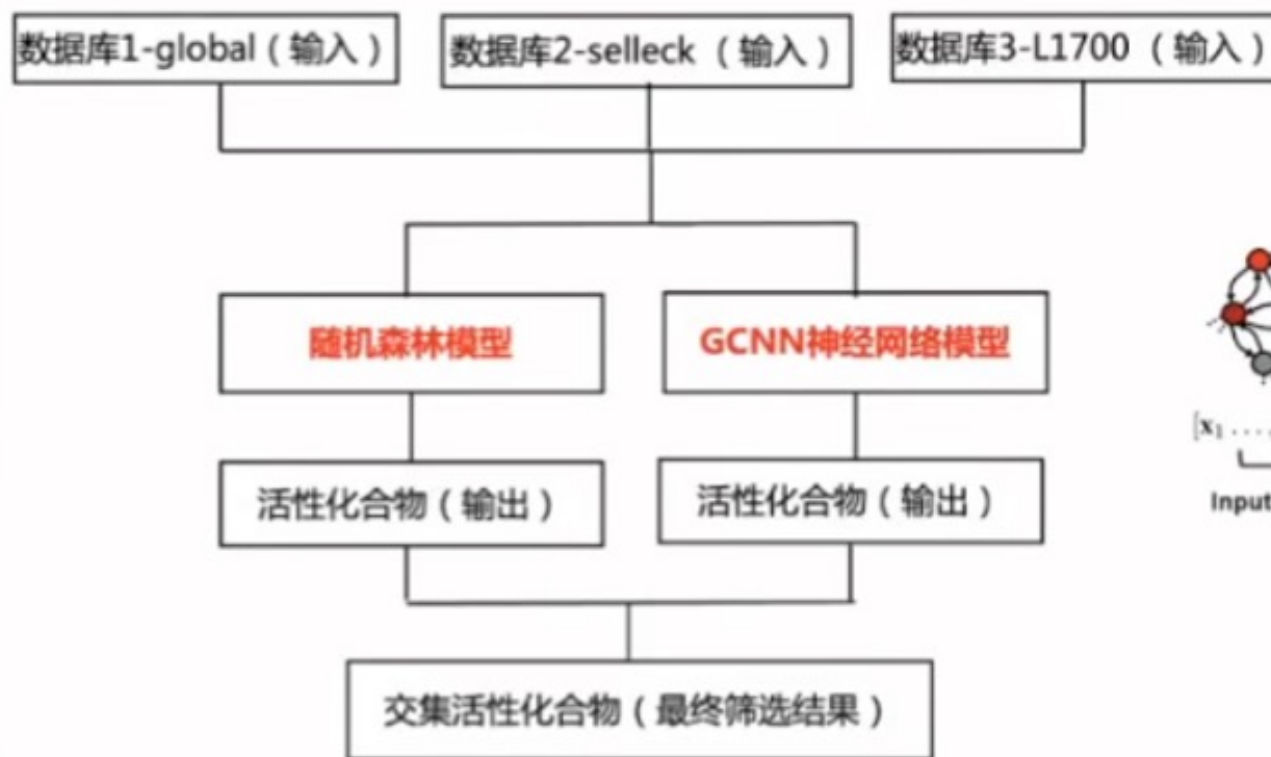 数据库1-global（输入）
数据库2-selleck （输入）
数据库3-L1700 （输入）
随机森林模型
GCNN神经网络模型
活性化合物（输出）
活性化合物（输出）
[x₁ . . . .
Input
交集活性化合物（最终筛选结果）